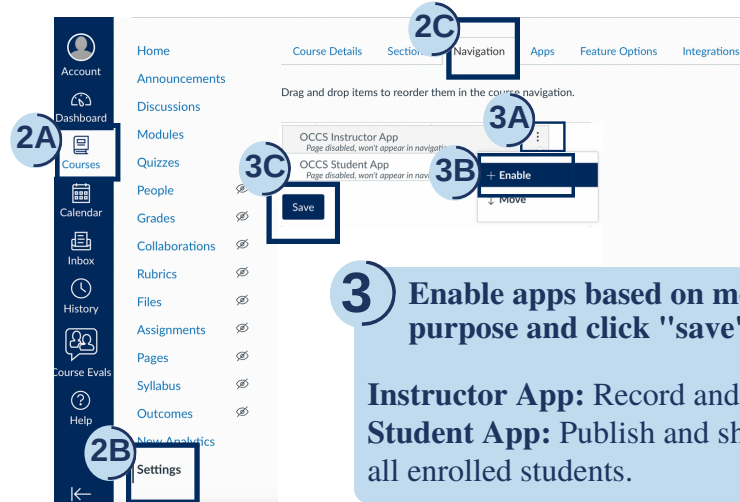 Account
Dashboard
2A
Courses
Calendar
Inbox
History
Course Evals
Help
Home
Announcements
Discussions
Modules
Quizzes
People
Grades
Collaborations
Rubrics
Files
Assignments
Pages
Syllabus
Outcomes
New Analytics
2B
Settings
2C
Course Details
Navigation
Apps
Feature Options
Integrations
Drag and drop items to reorder them in the course navigation.
3A
OCCS Instructor App
Page disabled, won't appear in
OCCS Student App
Page disabled, won't appear in
3B
+ Enable
↓ Move
3C
Save
3
Enable apps based on
purpose and click "save"
Instructor App: Record and
Student App: Publish and
all enrolled students.